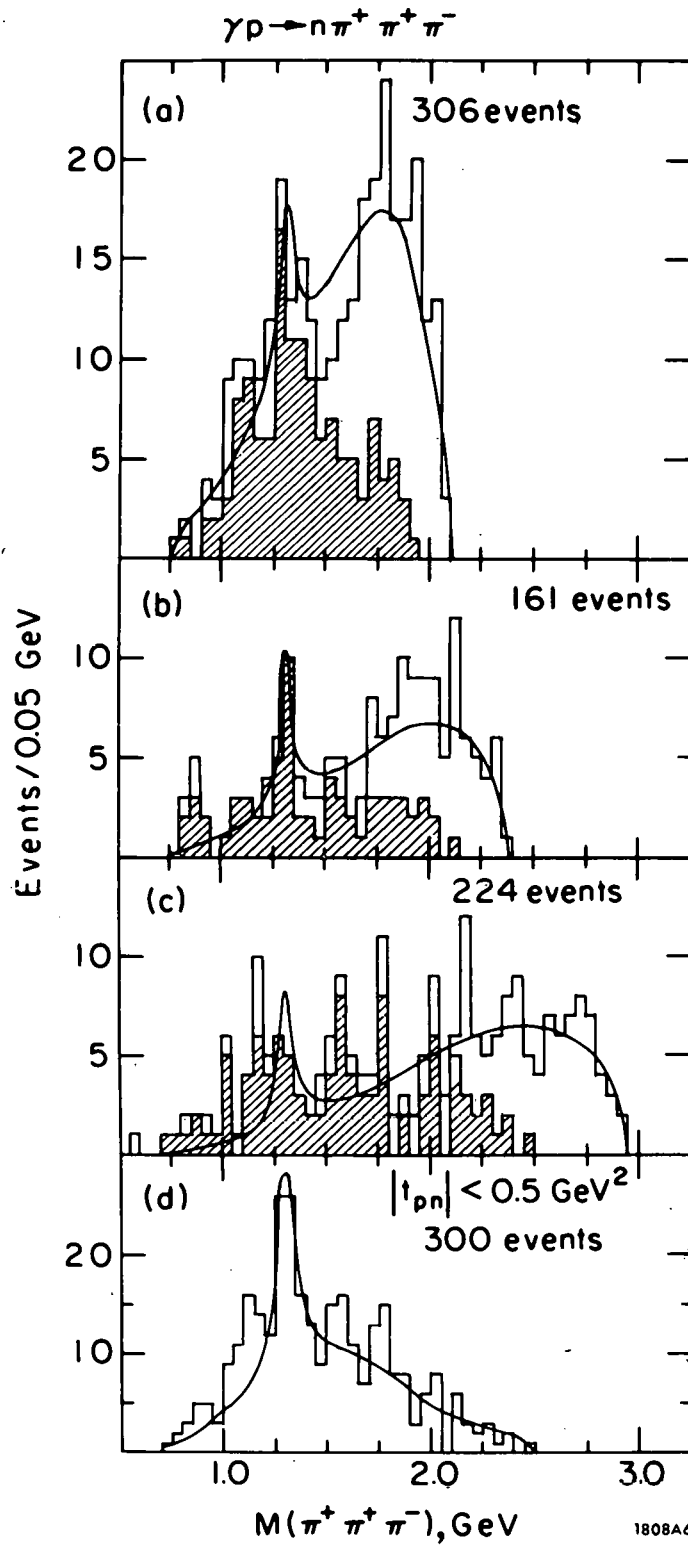 γp→nπ⁺ π⁺ π⁻
(a)
306 events
20
15
10
5
(b)
161 events
10
5
(c)
224 events
10
5
(d)
|t_pn| < 0.5 GeV²
300 events
20
10
Events/0.05 GeV
1.0 2.0 3.0
M(π⁺ π⁺ π⁻), GeV
1808A6